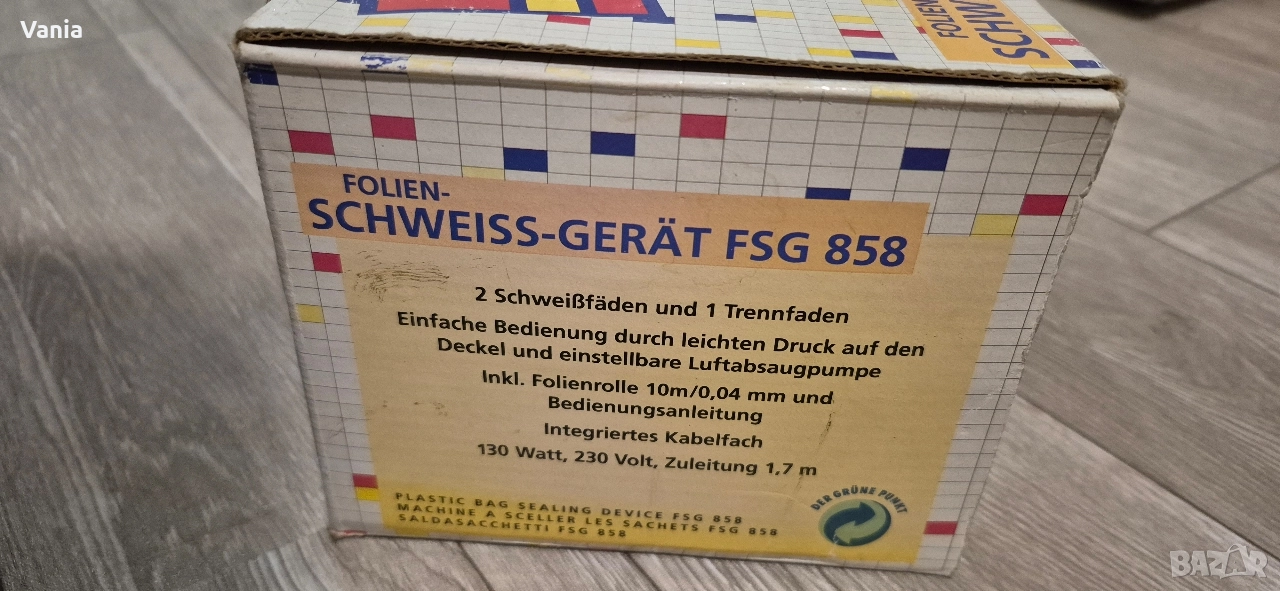 Vania
FOLIEN
SCHW
FOLIEN-
SCHWEISS-GERÄT FSG 858
2 Schweißfäden und 1 Trennfaden
Einfache Bedienung durch leichten Druck auf den
Deckel und einstellbare Luftabsaugpumpe
Inkl. Folienrolle 10m/0,04 mm und
Bedienungsanleitung
Integriertes Kabelfach
130 Watt, 230 Volt, Zuleitung 1,7 m
PLASTIC BAG SEALING DEVICE FSG 858
MACHINE A SCELLER LES SACHETS FSG 858
SALDASACCHETTI FSG 858
DER GRÜNE PUNKT
BAZAR